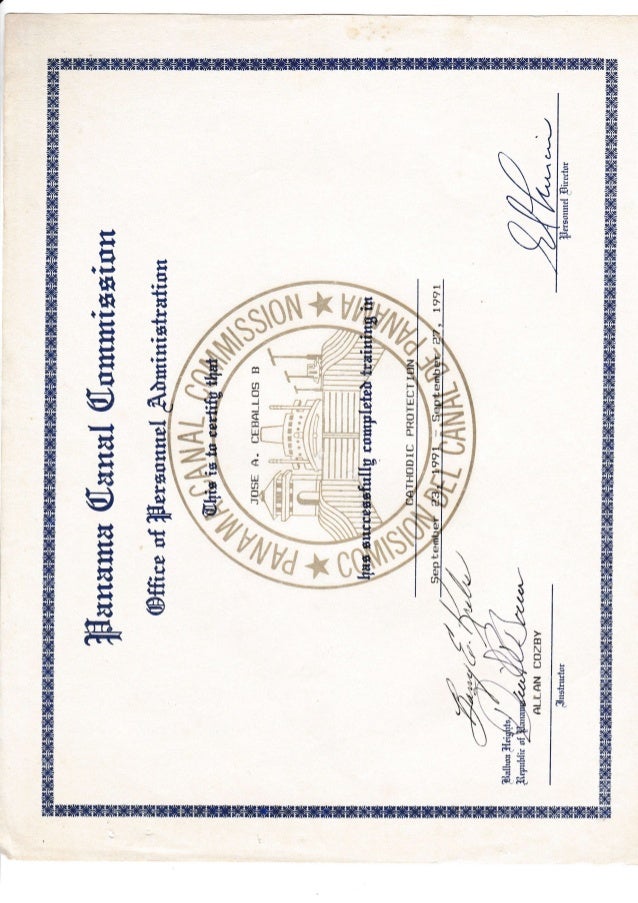 Panama Canal Commission
Office of Personnel Administration
This is to certify that
JOSE A. CEBALLOS B
has successfully completed training in
CATHODIC PROTECTION
September 23, 1991 - September 27, 1991
PANAMA CANAL COMMISSION
COMISION DEL CANAL DE PANAMA
Balboa Heights,
Republic of Panama
ALLAN COZBY
Instructor
Personnel Director